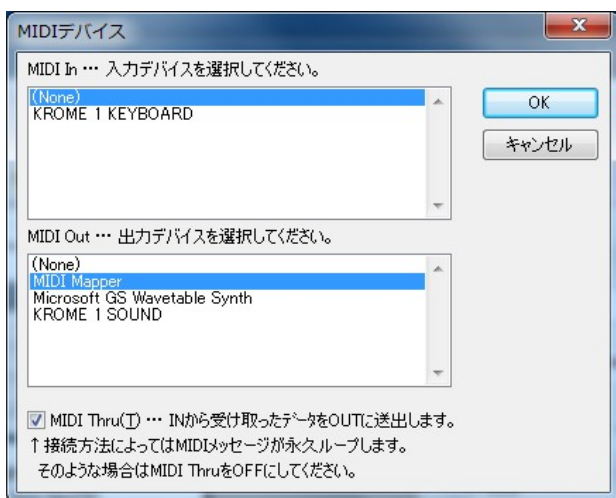 MIDIデバイス
MIDI In … 入力デバイスを選択してください。
(None)
KROME 1 KEYBOARD
OK
キャンセル
MIDI Out … 出力デバイスを選択してください。
(None)
MIDI Mapper
Microsoft GS Wavetable Synth
KROME 1 SOUND
MIDI Thru(T) … INから受け取ったデータをOUTに送出します。
↑接続方法によってはMIDIメッセージが永久ループします。
そのような場合はMIDI ThruをOFFにしてください。